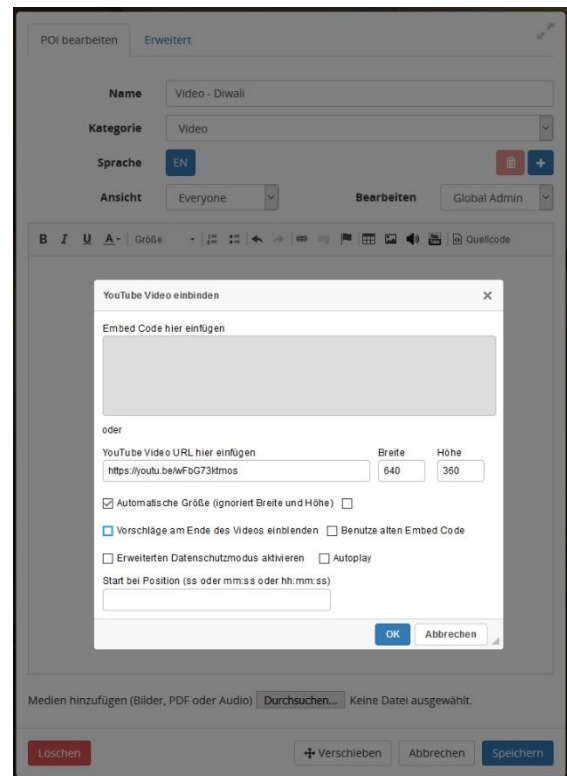 POI bearbeiten Erweitert
Name Video - Diwali
Kategorie Video
Sprache EN
Ansicht Everyone Bearbeiten Global Admin
B I U A Größe Quellcode
YouTube Video einbinden
Embed Code hier einfügen
oder
YouTube Video URL hier einfügen Breite Höhe
https://youtu.be/wFbG73ktmos 640 360
Automatische Größe (ignoriert Breite und Höhe)
Vorschläge am Ende des Videos einblenden Benutze alten Embed Code
Erweiterten Datenschutzmodus aktivieren Autoplay
Start bei Position (ss oder mm:ss oder hh:mm:ss)
OK Abbrechen
Medien hinzufügen (Bilder, PDF oder Audio) Durchsuchen... Keine Datei ausgewählt.
Löschen Verschieben Abbrechen Speichern